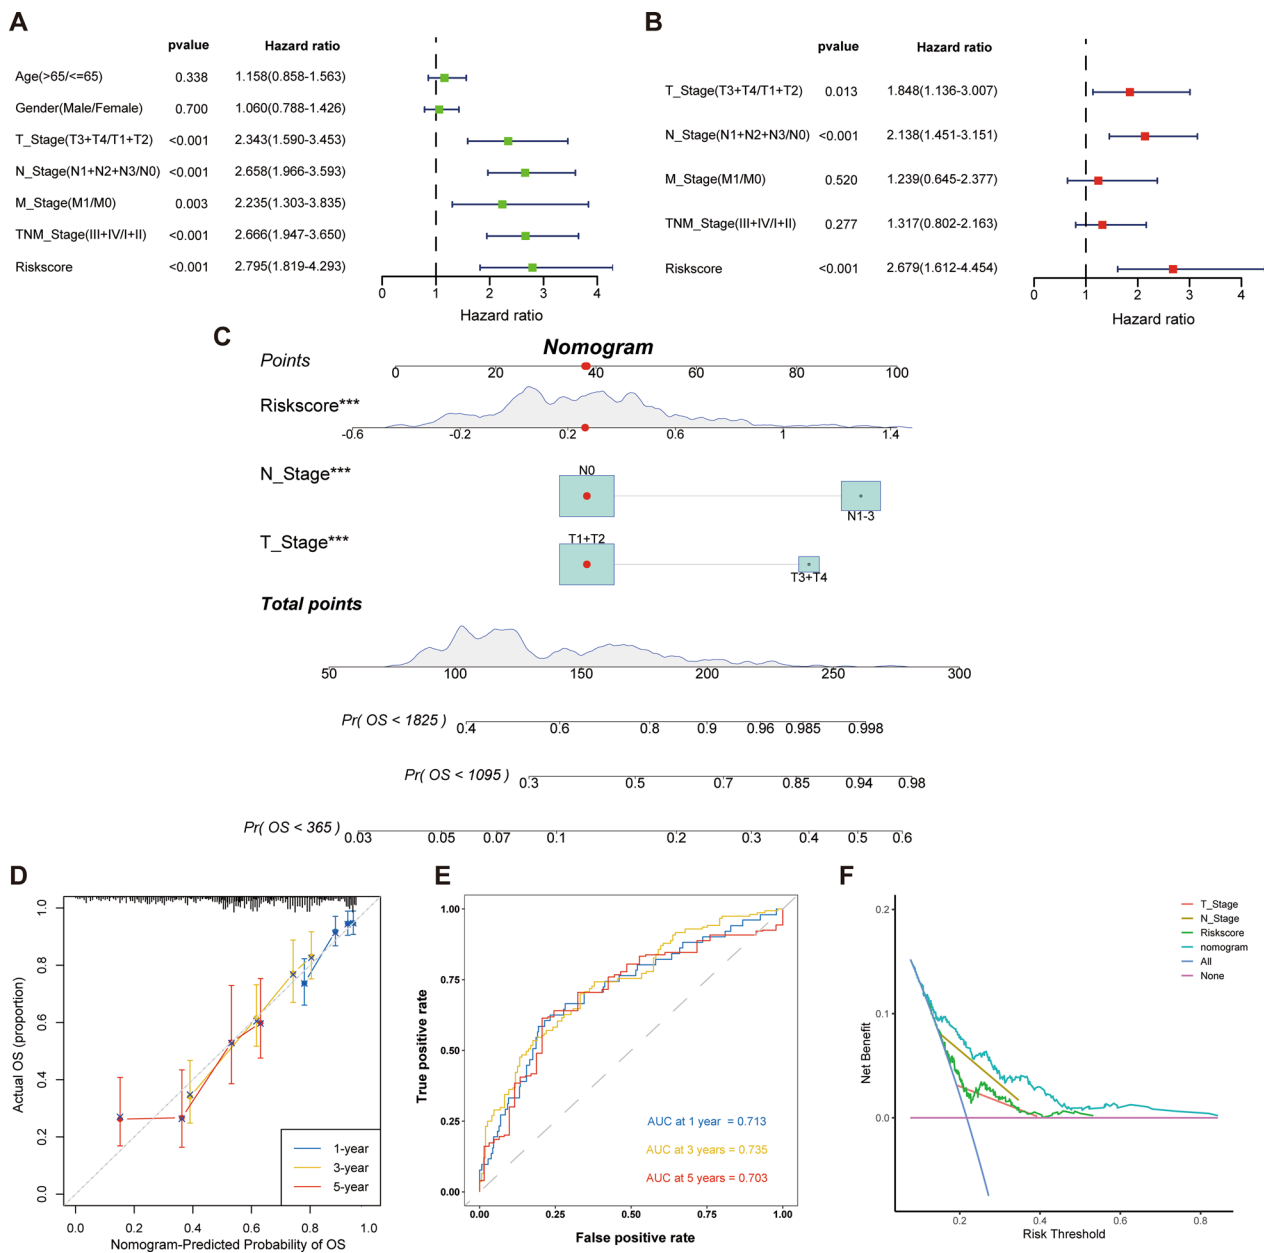 A
pvalue Hazard ratio
Age(>65/<=65) 0.338 1.158(0.858-1.563)
Gender(Male/Female) 0.700 1.060(0.788-1.426)
T_Stage(T3+T4/T1+T2) <0.001 2.343(1.590-3.453)
N_Stage(N1+N2+N3/N0) <0.001 2.658(1.966-3.593)
M_Stage(M1/M0) 0.003 2.235(1.303-3.835)
TNM_Stage(III+IV/I+II) <0.001 2.666(1.947-3.650)
Riskscore <0.001 2.795(1.819-4.293)
0 1 2 3 4
Hazard ratio
B
pvalue Hazard ratio
T_Stage(T3+T4/T1+T2) 0.013 1.848(1.136-3.007)
N_Stage(N1+N2+N3/N0) <0.001 2.138(1.451-3.151)
M_Stage(M1/M0) 0.520 1.239(0.645-2.377)
TNM_Stage(III+IV/I+II) 0.277 1.317(0.802-2.163)
Riskscore <0.001 2.679(1.612-4.454)
0 1 2 3 4
Hazard ratio
C
Nomogram
Points
0 20 40 60 80 100
Riskscore***
-0.6 -0.2 0.2 0.6 1 1.4
N_Stage***
N0
N1-3
T_Stage***
T1+T2
T3+T4
Total points
50 100 150 200 250 300
Pr( OS < 1825 )
0.4 0.6 0.8 0.9 0.96 0.985 0.998
Pr( OS < 1095 )
0.3 0.5 0.7 0.85 0.94 0.98
Pr( OS < 365 )
0.03 0.05 0.07 0.1 0.2 0.3 0.4 0.5 0.6
D
Actual OS (proportion)
1.0
0.8
0.6
0.4
0.2
0.0
1-year
3-year
5-year
0.0 0.2 0.4 0.6 0.8 1.0
Nomogram-Predicted Probability of OS
E
True positive rate
1.00
0.75
0.50
0.25
0.00
AUC at 1 year = 0.713
AUC at 3 years = 0.735
AUC at 5 years = 0.703
0.00 0.25 0.50 0.75 1.00
False positive rate
F
Net Benefit
0.2
0.1
0.0
T_Stage
N_Stage
Riskscore
nomogram
All
None
0.2 0.4 0.6 0.8
Risk Threshold